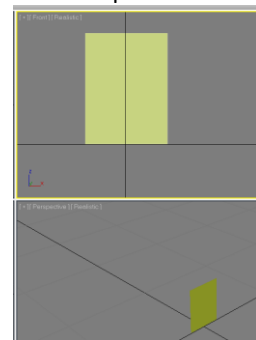 [ + ][ Front ] [ Realistic ]
y
x
[ + ][ Perspective ] [ Realistic ]